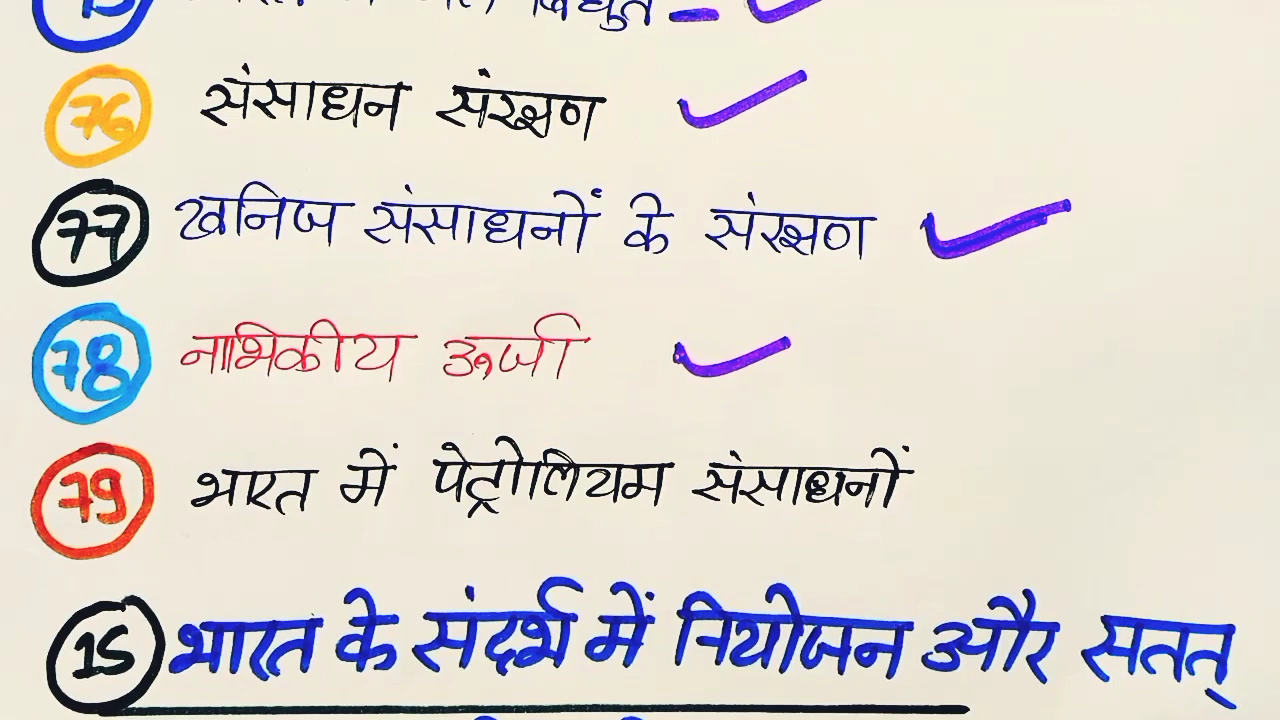 विद्युत -
76 संसाधन संरक्षण
77 खनिज संसाधनों के संरक्षण
78 नाभिकीय ऊर्जा
79 भारत में पेट्रोलियम संसाधनों
15 भारत के संदर्भ में नियोजन और सतत्